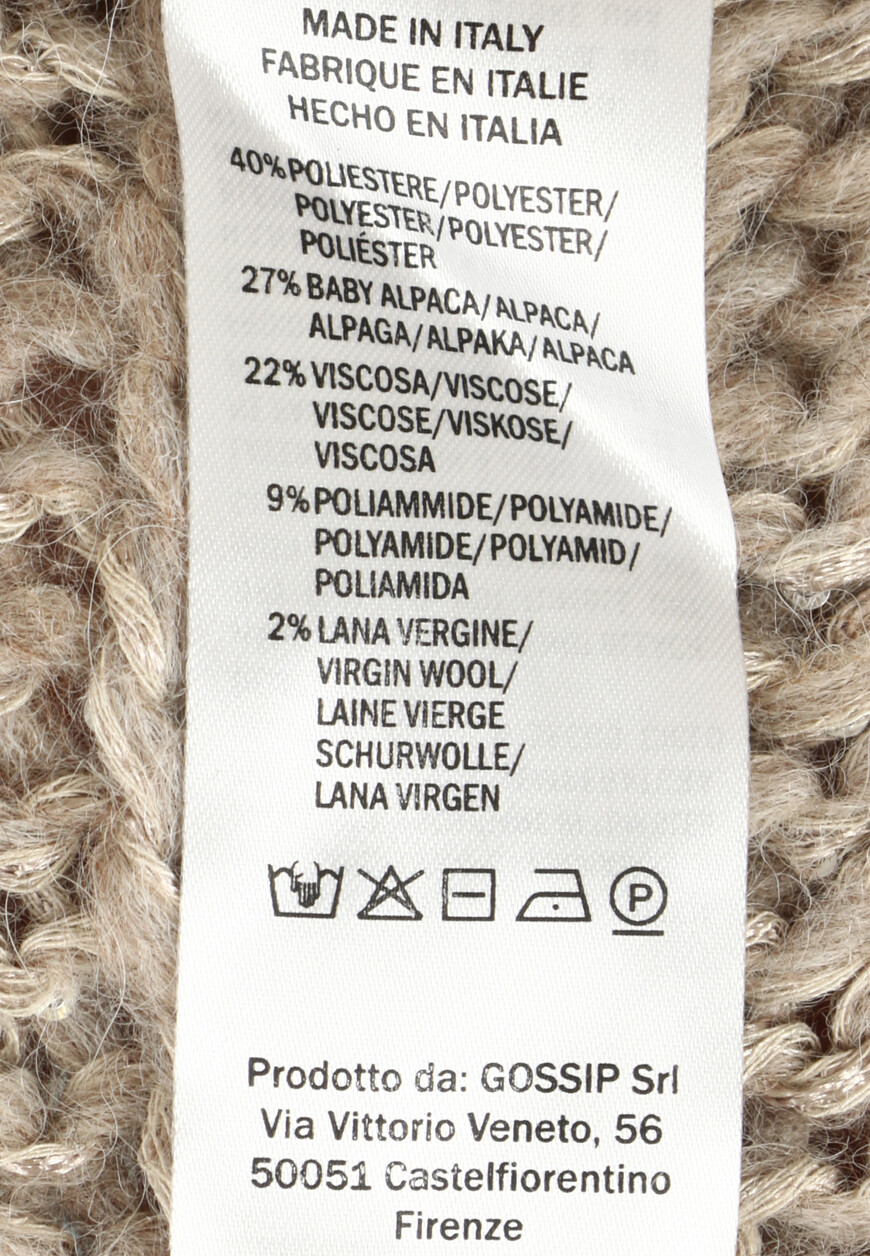 MADE IN ITALY
FABRIQUE EN ITALIE
HECHO EN ITALIA
40% POLIESTERE/POLYESTER/
POLYESTER/POLYESTER/
POLIÉSTER
27% BABY ALPACA/ALPACA/
ALPAGA/ALPAKA/ALPACA
22% VISCOSA/VISCOSE/
VISCOSE/VISKOSE/
VISCOSA
9% POLIAMMIDE/POLYAMIDE/
POLYAMIDE/POLYAMID/
POLIAMIDA
2% LANA VERGINE/
VIRGIN WOOL/
LAINE VIERGE
SCHURWOLLE/
LANA VIRGEN
P
Prodotto da: GOSSIP Srl
Via Vittorio Veneto, 56
50051 Castelfiorentino
Firenze